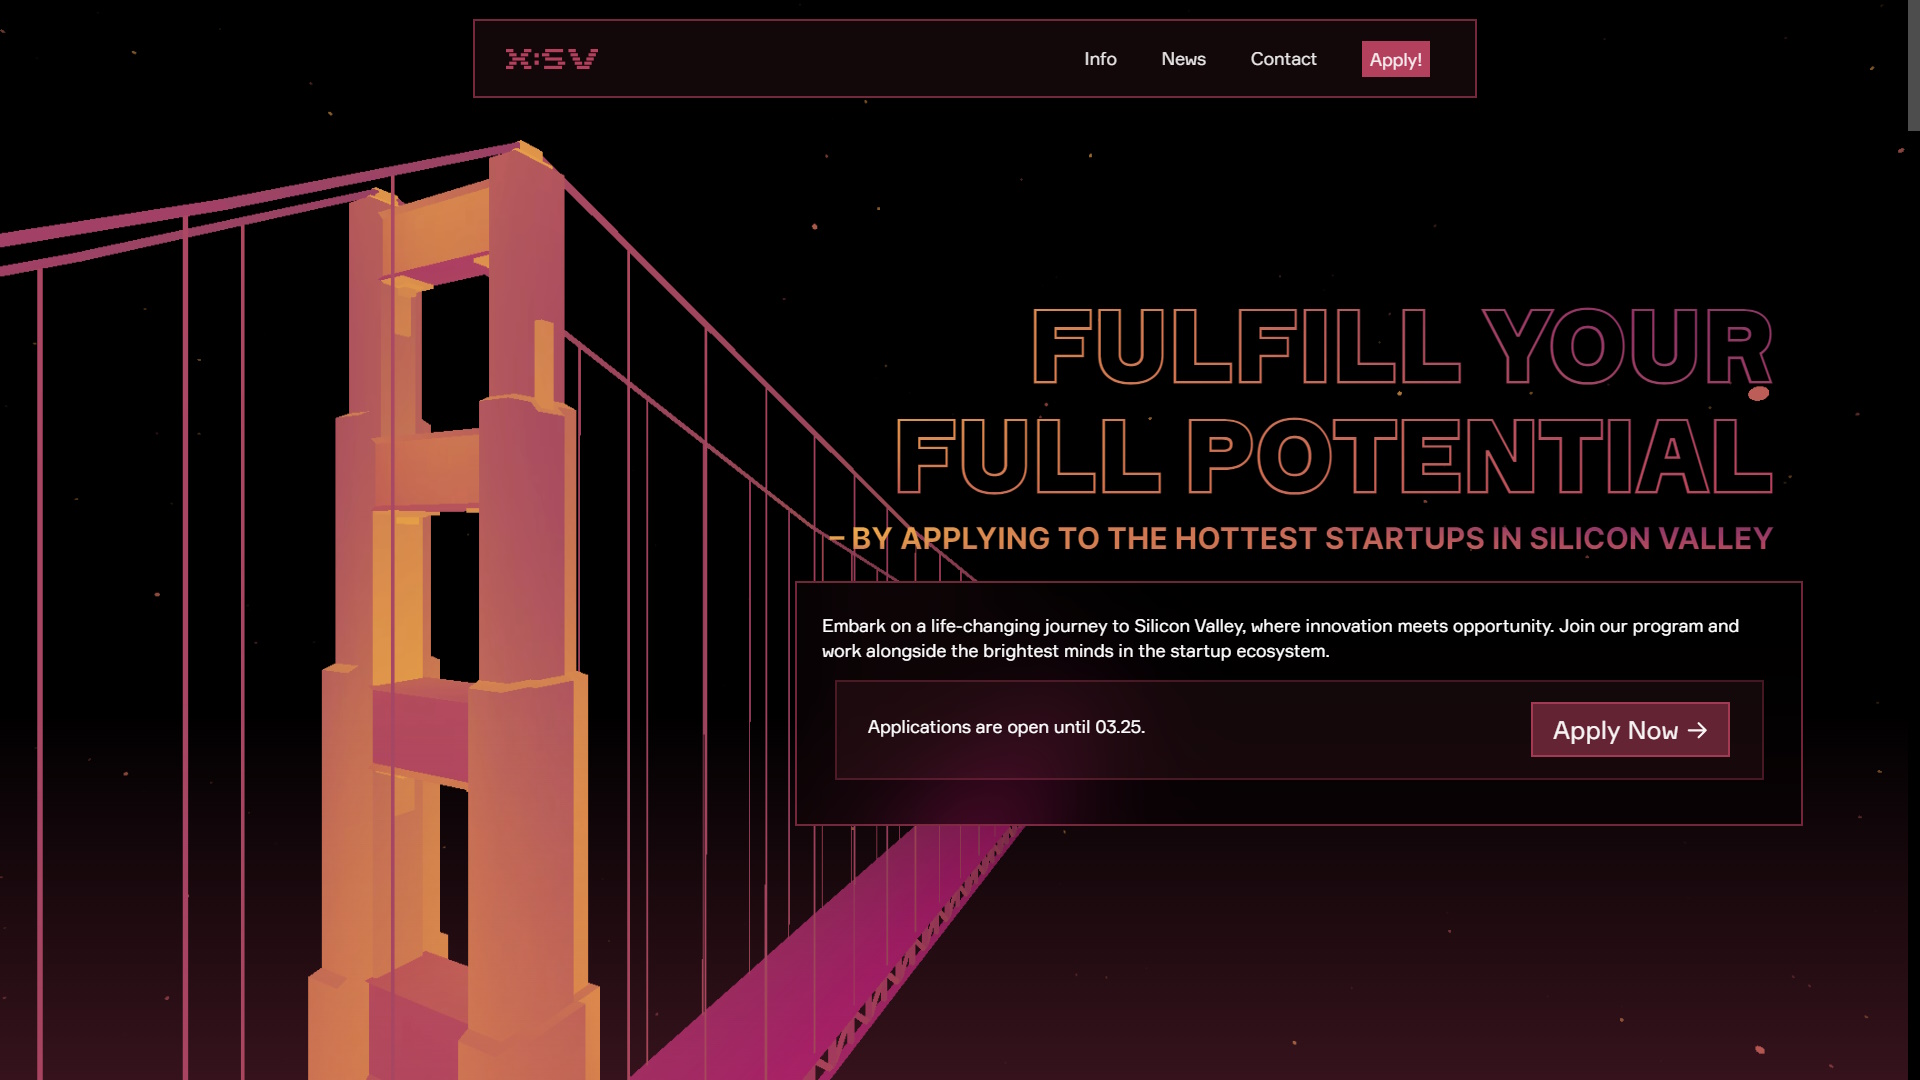 X:SV
Info
News
Contact
Apply!
FULFILL YOUR
FULL POTENTIAL
– BY APPLYING TO THE HOTTEST STARTUPS IN SILICON VALLEY
Embark on a life-changing journey to Silicon Valley, where innovation meets opportunity. Join our program and
work alongside the brightest minds in the startup ecosystem.
Applications are open until 03.25.
Apply Now →